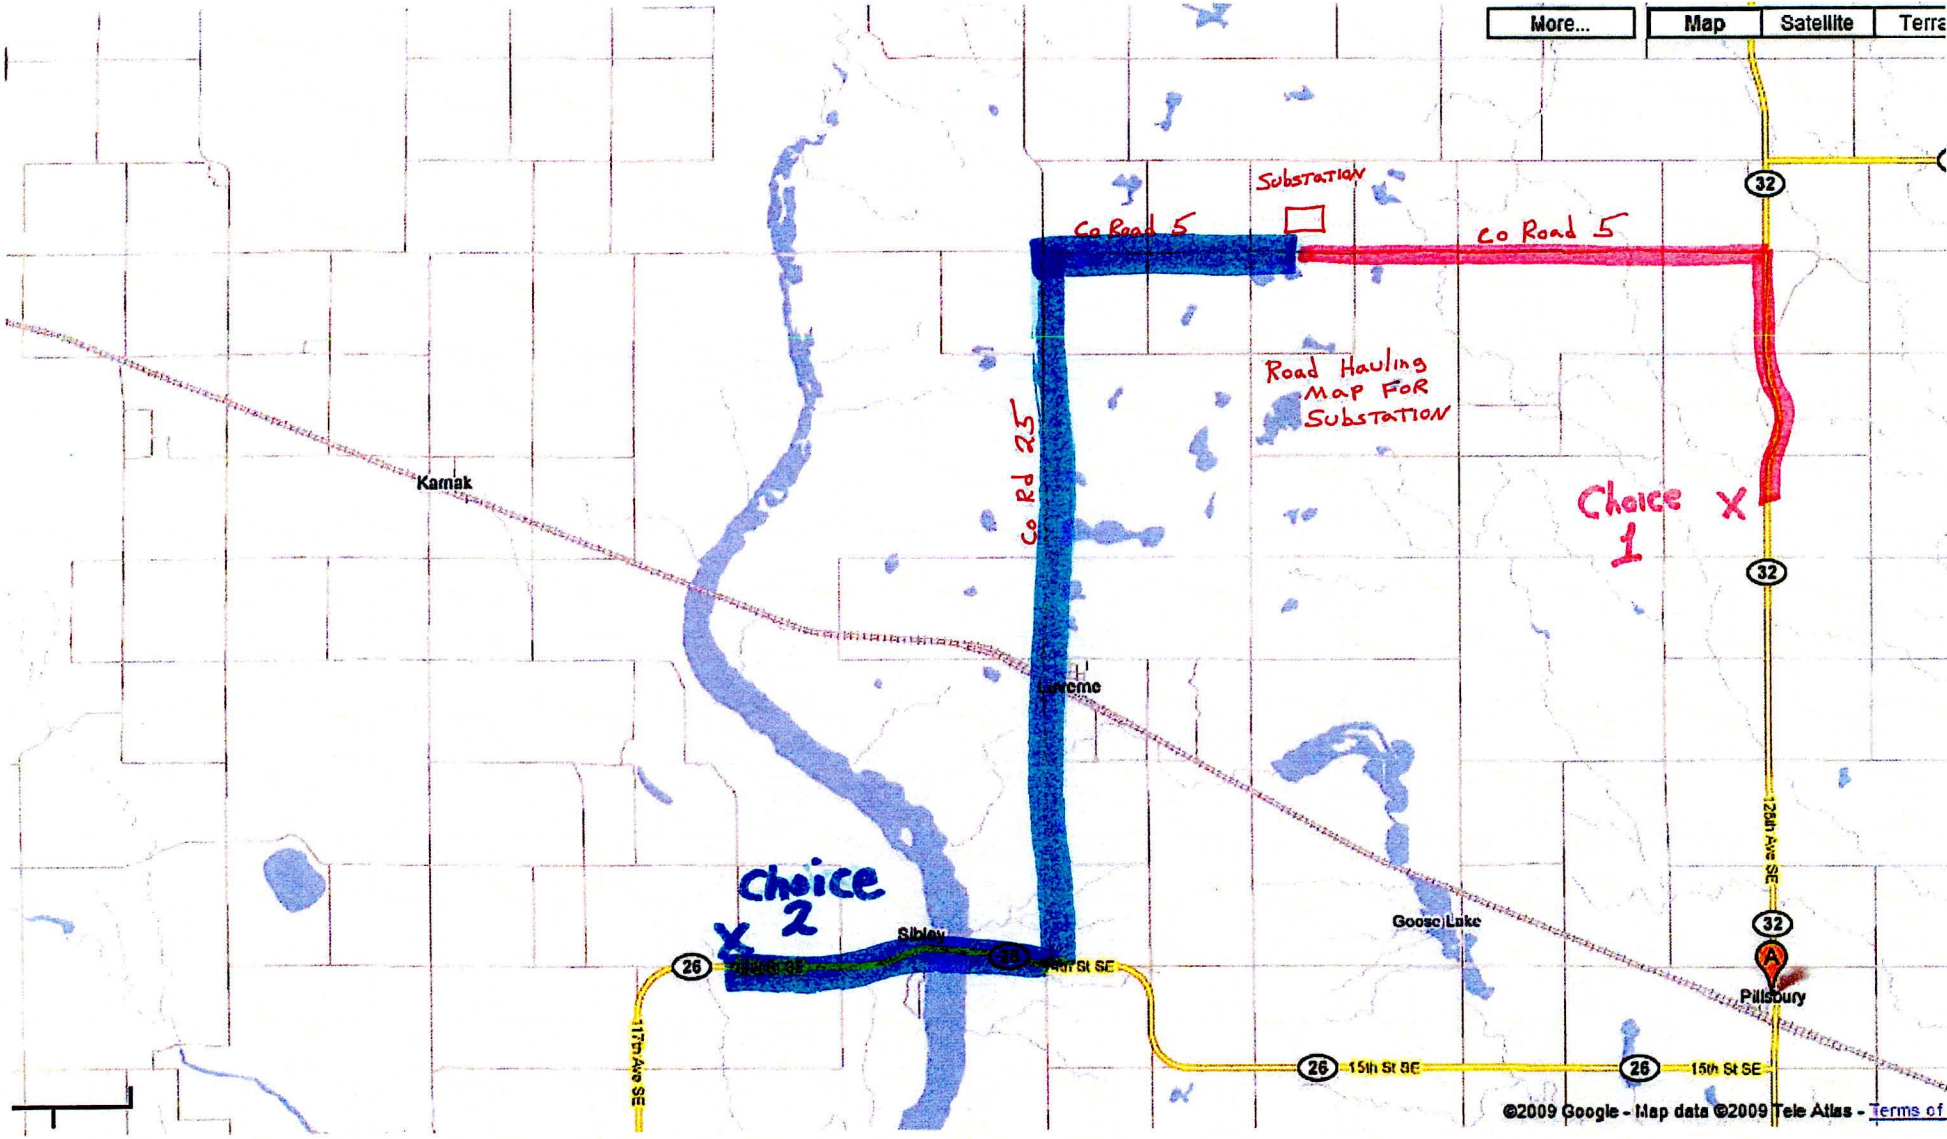 More...
Map
Satellite
Terra
32
Substation
Co Road 5
Co Road 5
Road Hauling
Map For
Substation
Co Rd 25
Karnak
Choice X
1
32
Luverne
128th Ave SE
Choice
2
X
Sibley
Goose Lake
32
A
26
26
St SE
Pillsbury
117th Ave SE
26
15th St SE
26
15th St SE
©2009 Google - Map data ©2009 Tele Atlas - Terms of